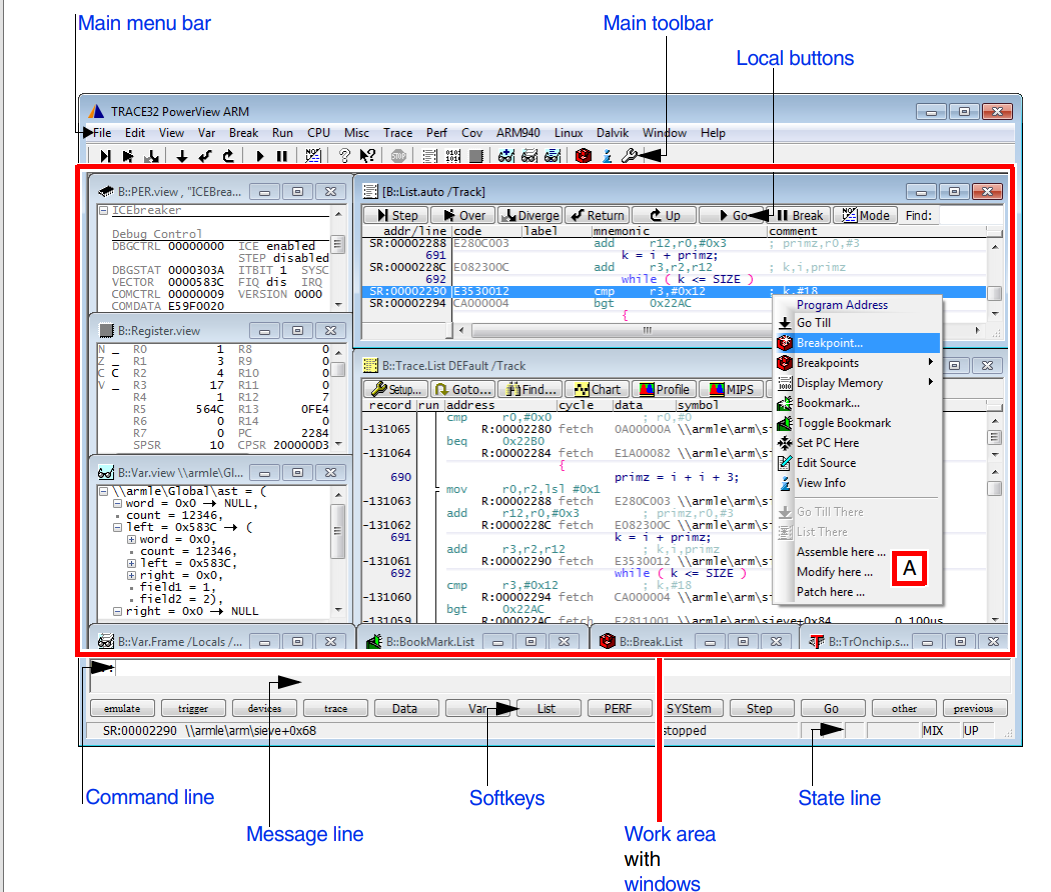 Main menu bar
Main toolbar
Local buttons
TRACE32 PowerView ARM
File Edit View Var Break Run CPU Misc Trace Perf Cov ARM940 Linux Dalvik Window Help
B::PER.view , "ICEBrea...
ICEbreaker
Debug Control
DBGCTRL 00000000 ICE enabled
STEP disabled
DBGSTAT 0000303A ITBIT 1 SYSC
VECTOR 0000583C FIQ dis IRQ
COMCTRL 00000009 VERSION 0000
COMDATA E59F0020
[B::List.auto /Track]
Step Over Diverge Return Up Go Break Mode Find:
addr/line code label mnemonic comment
SR:00002288 E280C003 add r12,r0,#0x3 ; primz,r0,#3
691 k = i + primz;
SR:0000228C E082300C add r3,r2,r12 ; k,i,primz
692 while ( k <= SIZE )
SR:00002290 E3530012 cmp r3,#0x12 ; k,#18
SR:00002294 CA000004 bgt 0x22AC
{
B::Register.view
N _ R0 1 R8 0
Z _ R1 3 R9 0
C C R2 4 R10 0
V _ R3 17 R11 0
R4 1 R12 7
R5 564C R13 0FE4
R6 0 R14 0
R7 0 PC 2284
SPSR 10 CPSR 200000D3
B::Var.view \\armle\Gl...
\\armle\Global\ast = (
word = 0x0 → NULL,
count = 12346,
left = 0x583C → (
word = 0x0,
count = 12346,
left = 0x583C,
right = 0x0,
field1 = 1,
field2 = 2),
right = 0x0 → NULL
B::Trace.List DEFault /Track
Setup... Goto... Find... Chart Profile MIPS
record run address cycle data symbol
cmp r0,#0x0 ; r0,#0
-131065 R:00002280 fetch 0A00000A \\armle\arm\si
beq 0x22B0
-131064 R:00002284 fetch E1A00082 \\armle\arm\si
{
690 primz = i + i + 3;
mov r0,r2,lsl #0x1
-131063 R:00002288 fetch E280C003 \\armle\arm\si
add r12,r0,#0x3 ; primz,r0,#3
-131062 R:0000228C fetch E082300C \\armle\arm\si
691 k = i + primz;
add r3,r2,r12 ; k,i,primz
-131061 R:00002290 fetch E3530012 \\armle\arm\si
692 while ( k <= SIZE )
cmp r3,#0x12 ; k,#18
-131060 R:00002294 fetch CA000004 \\armle\arm\si
bgt 0x22AC
-131059 R:000022AC fetch E2811001 \\armle\arm\sieve+0x84 0.100us
Program Address
Go Till
Breakpoint...
Breakpoints
Display Memory
Bookmark...
Toggle Bookmark
Set PC Here
Edit Source
View Info
Go Till There
List There
Assemble here ...
Modify here ...
Patch here ...
A
B::Var.Frame /Locals /... B::BookMark.List B::Break.List B::TrOnchip.s...
emulate trigger devices trace Data Var List PERF SYStem Step Go other previous
SR:00002290 \\armle\arm\sieve+0x68 stopped MIX UP
Command line
Softkeys
State line
Message line
Work area
with
windows